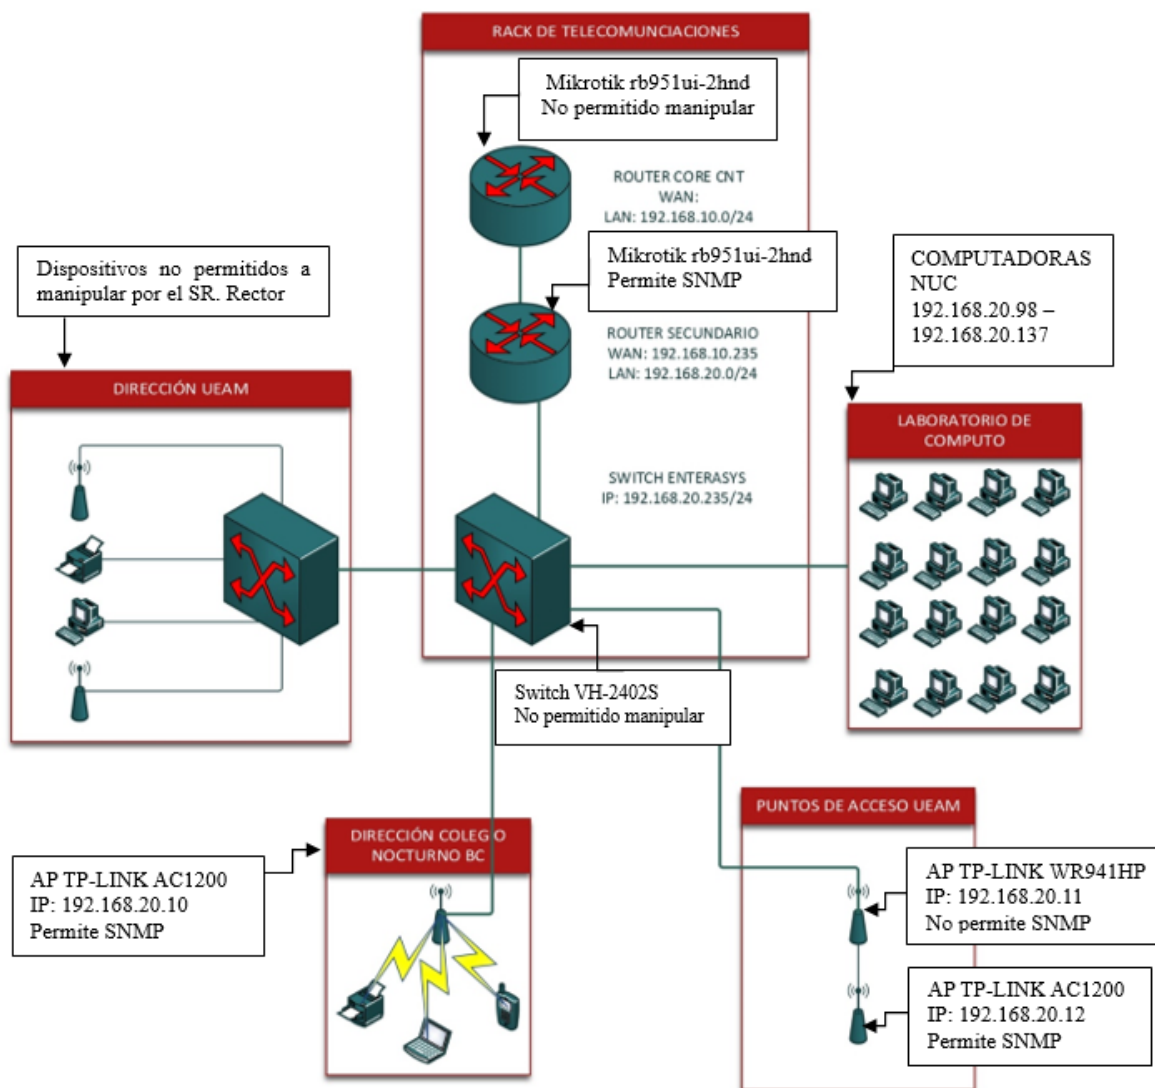 RACK DE TELECOMUNCIACIONES
Mikrotik rb951ui-2hnd
No permitido manipular
ROUTER CORE CNT
WAN:
LAN: 192.168.10.0/24
Mikrotik rb951ui-2hnd
Permite SNMP
ROUTER SECUNDARIO
WAN: 192.168.10.235
LAN: 192.168.20.0/24
SWITCH ENTERASYS
IP: 192.168.20.235/24
Switch VH-2402S
No permitido manipular
Dispositivos no permitidos a
manipular por el SR. Rector
DIRECCIÓN UEAM
COMPUTADORAS
NUC
192.168.20.98 –
192.168.20.137
LABORATORIO DE
COMPUTO
AP TP-LINK AC1200
IP: 192.168.20.10
Permite SNMP
DIRECCIÓN COLEGIO
NOCTURNO BC
PUNTOS DE ACCESO UEAM
AP TP-LINK WR941HP
IP: 192.168.20.11
No permite SNMP
AP TP-LINK AC1200
IP: 192.168.20.12
Permite SNMP